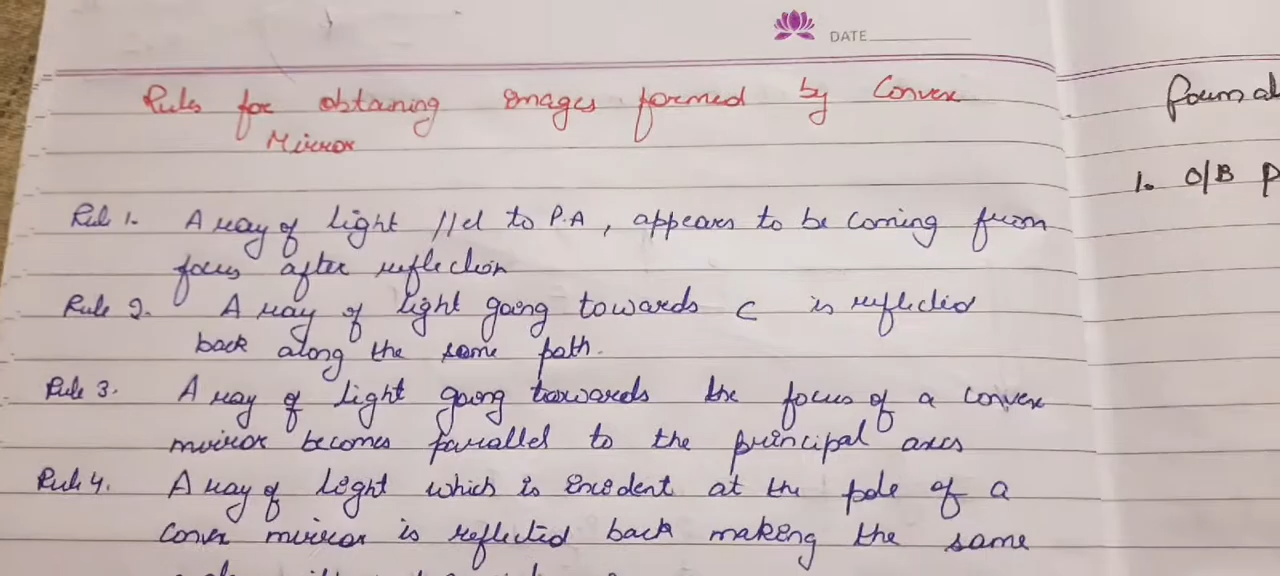 DATE
Rules for obtaining Images formed by Convex
Mirror
Rule 1. A ray of light //el to P.A, appears to be coming from
focus after reflection
Rule 2. A ray of light going towards C is reflected
back along the same path.
Rule 3. A ray of light going towards the focus of a convex
mirror becomes parallel to the principal axes
Rule 4. A ray of light which is Incident at the pole of a
convex mirror is reflected back making the same
1. O/B P